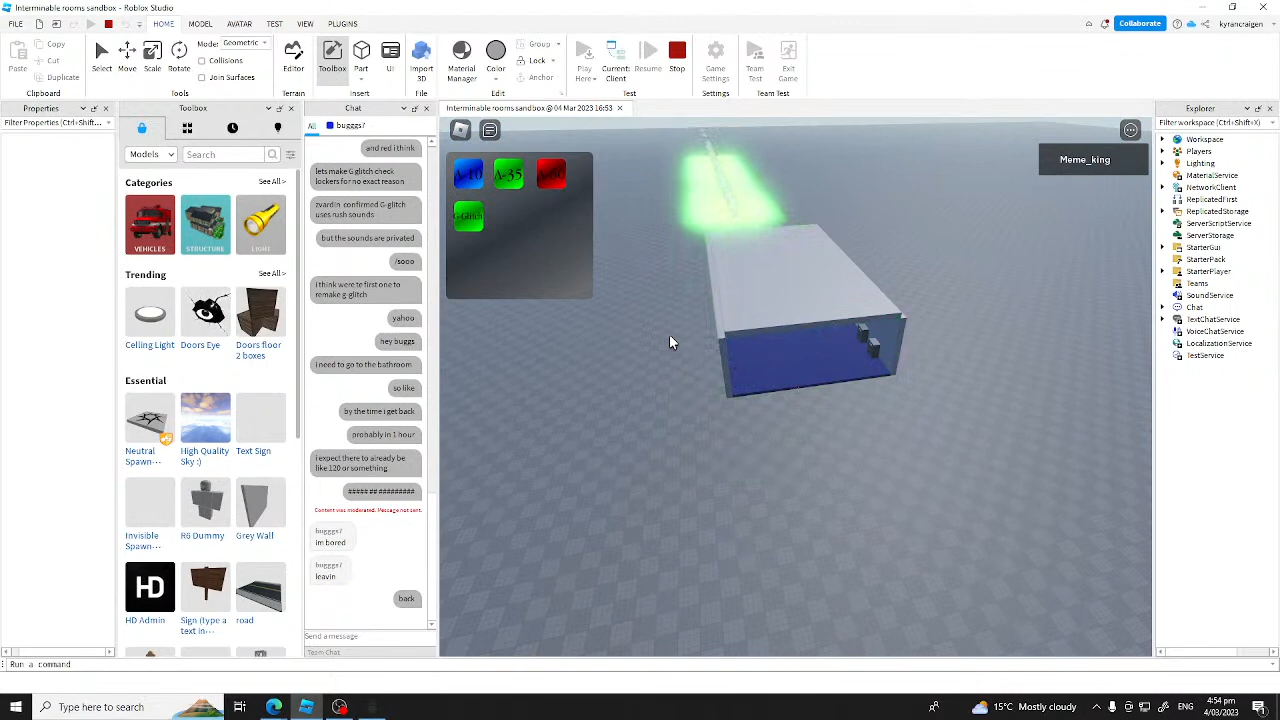 Interminable rooms sandbox - Roblox Studio
FILE HOME MODEL AVATAR TEST VIEW PLUGINS Collaborate kyrancraigen
Paste Copy Cut Duplicate Clipboard
Select Move Scale Rotate Tools
Mode: Geometric
Collisions
Join Surfaces
Editor Terrain
Toolbox Part UI Insert
Import 3D File
Material Manager Color Group Lock Anchor Edit
Play Here Current: Client Resume Stop Test
Game Settings Settings
Team Test Exit Game Team Test
Properties Toolbox Chat
Interminable rooms sandbox @ 04 Mar 2023 16:53
Explorer
Filter Properties (Ctrl+Shift...
All bugggs?
Filter workspace (Ctrl+Shift+X)
Models Search
Categories See All>
VEHICLES STRUCTURE LIGHT
Trending See All>
Celling Light
Doors Eye
Doors floor 2 boxes
Essential See All>
Neutral Spawn...
High Quality Sky :)
Text Sign
Invisible Spawn...
R6 Dummy
Grey Wall
HD
HD Admin
Sign (type a text in...
road
and red i think
lets make G glitch check
lockers for no exact reason
zvardin confirmed G-glitch
uses rush sounds
but the sounds are privated
/sooo
i think were te first one to
remake g-glitch
yahoo
hey buggs
i need to go to the bathroom
so like
by the time i get back
probably in 1 hour
i expect there to already be
like 120 or something
##### ## #########
Content was moderated. Message not sent.
bugggs?
im bored
bugggs?
leavin
back
Send a message
Team Chat
A-10 A-35 A-60
G-Glitch
Meme_king
Workspace
Players
Lighting
MaterialService
NetworkClient
ReplicatedFirst
ReplicatedStorage
ServerScriptService
ServerStorage
StarterGui
StarterPack
StarterPlayer
Teams
SoundService
Chat
TextChatService
VoiceChatService
LocalizationService
TestService
Run a command
Type here to search
15°C Mostly cloudy
4:54 pm
4/03/2023